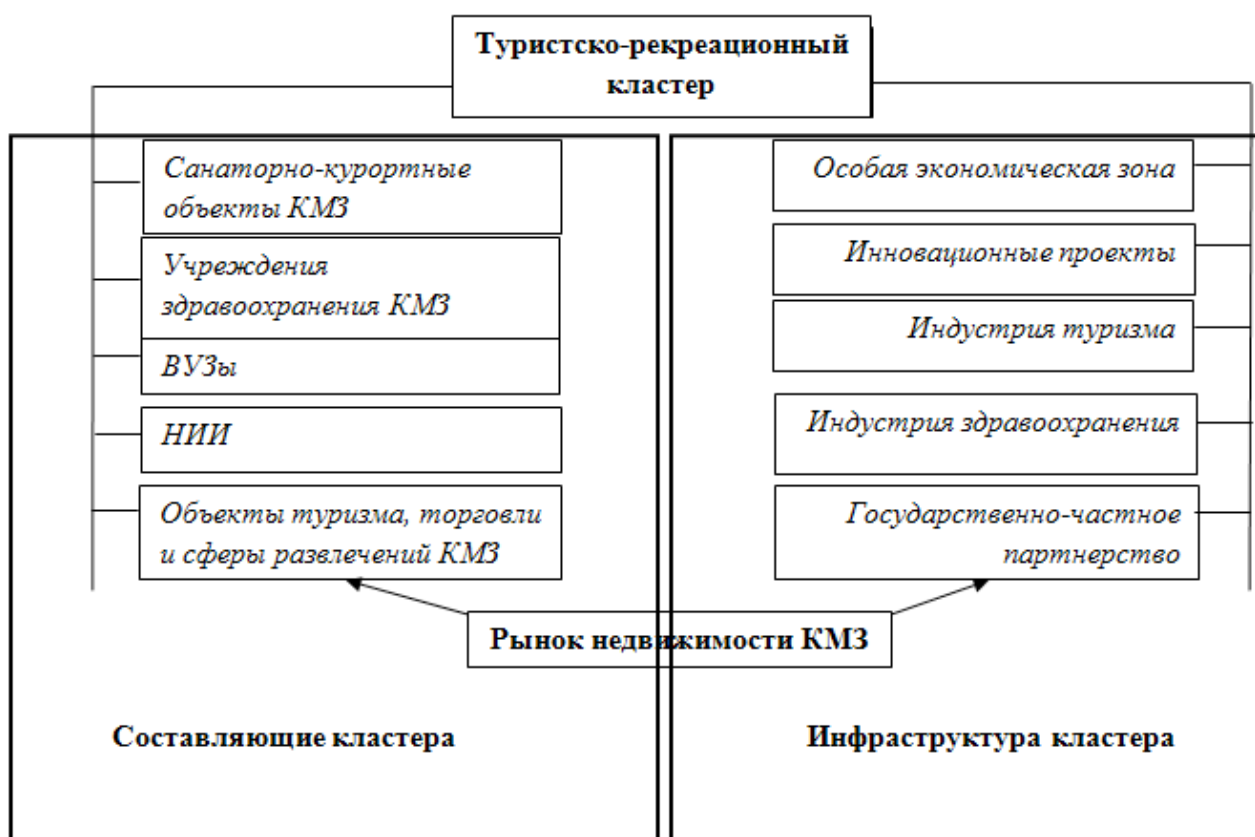 Туристско-рекреационный
кластер
Санаторно-курортные
объекты КМЗ
Учреждения
здравоохранения КМЗ
ВУЗы
НИИ
Объекты туризма, торговли
и сферы развлечений КМЗ
Особая экономическая зона
Инновационные проекты
Индустрия туризма
Индустрия здравоохранения
Государственно-частное
партнерство
Рынок недвижимости КМЗ
Составляющие кластера
Инфраструктура кластера